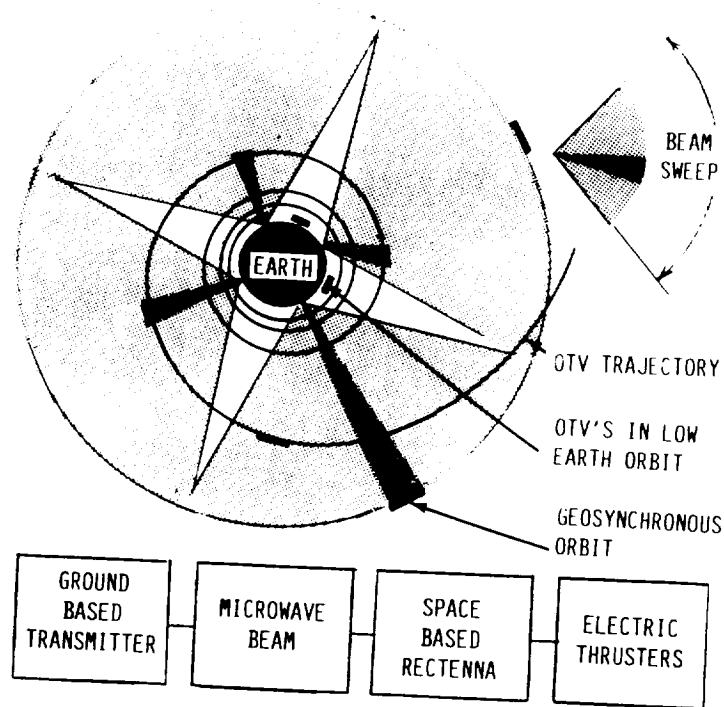 BEAM
SWEEP
EARTH
OTV TRAJECTORY
OTV'S IN LOW
EARTH ORBIT
GEOSYNCHRONOUS
ORBIT
GROUND
BASED
TRANSMITTER
MICROWAVE
BEAM
SPACE
BASED
RECTENNA
ELECTRIC
THRUSTERS